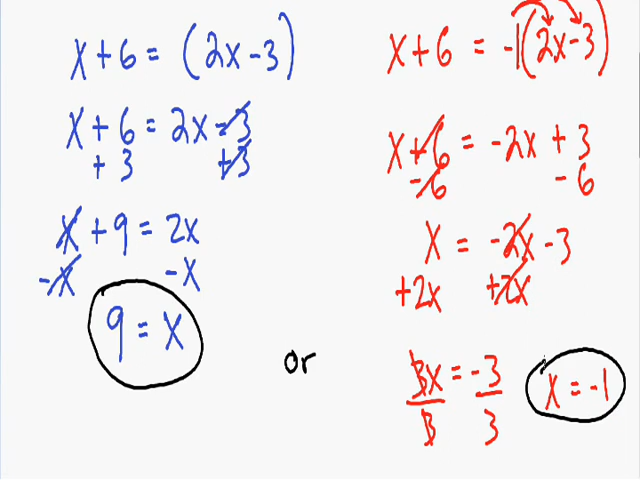 x + 6 = (2x - 3)
x + 6 = 2x - 3
+ 3 +3
x + 9 = 2x
-x -x
9 = x
or
x + 6 = -1(2x - 3)
x + 6 = -2x + 3
-6 -6
x = -2x - 3
+2x +2x
3x = -3
3 3
x = -1